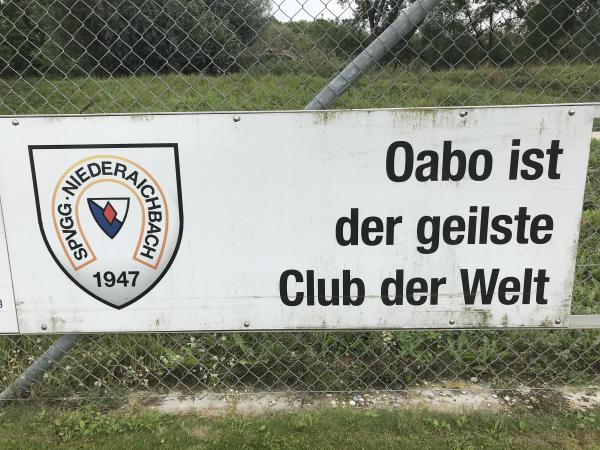 SPVGG · NIEDERAICHBACH
1947
Oabo ist
der geilste
Club der Welt